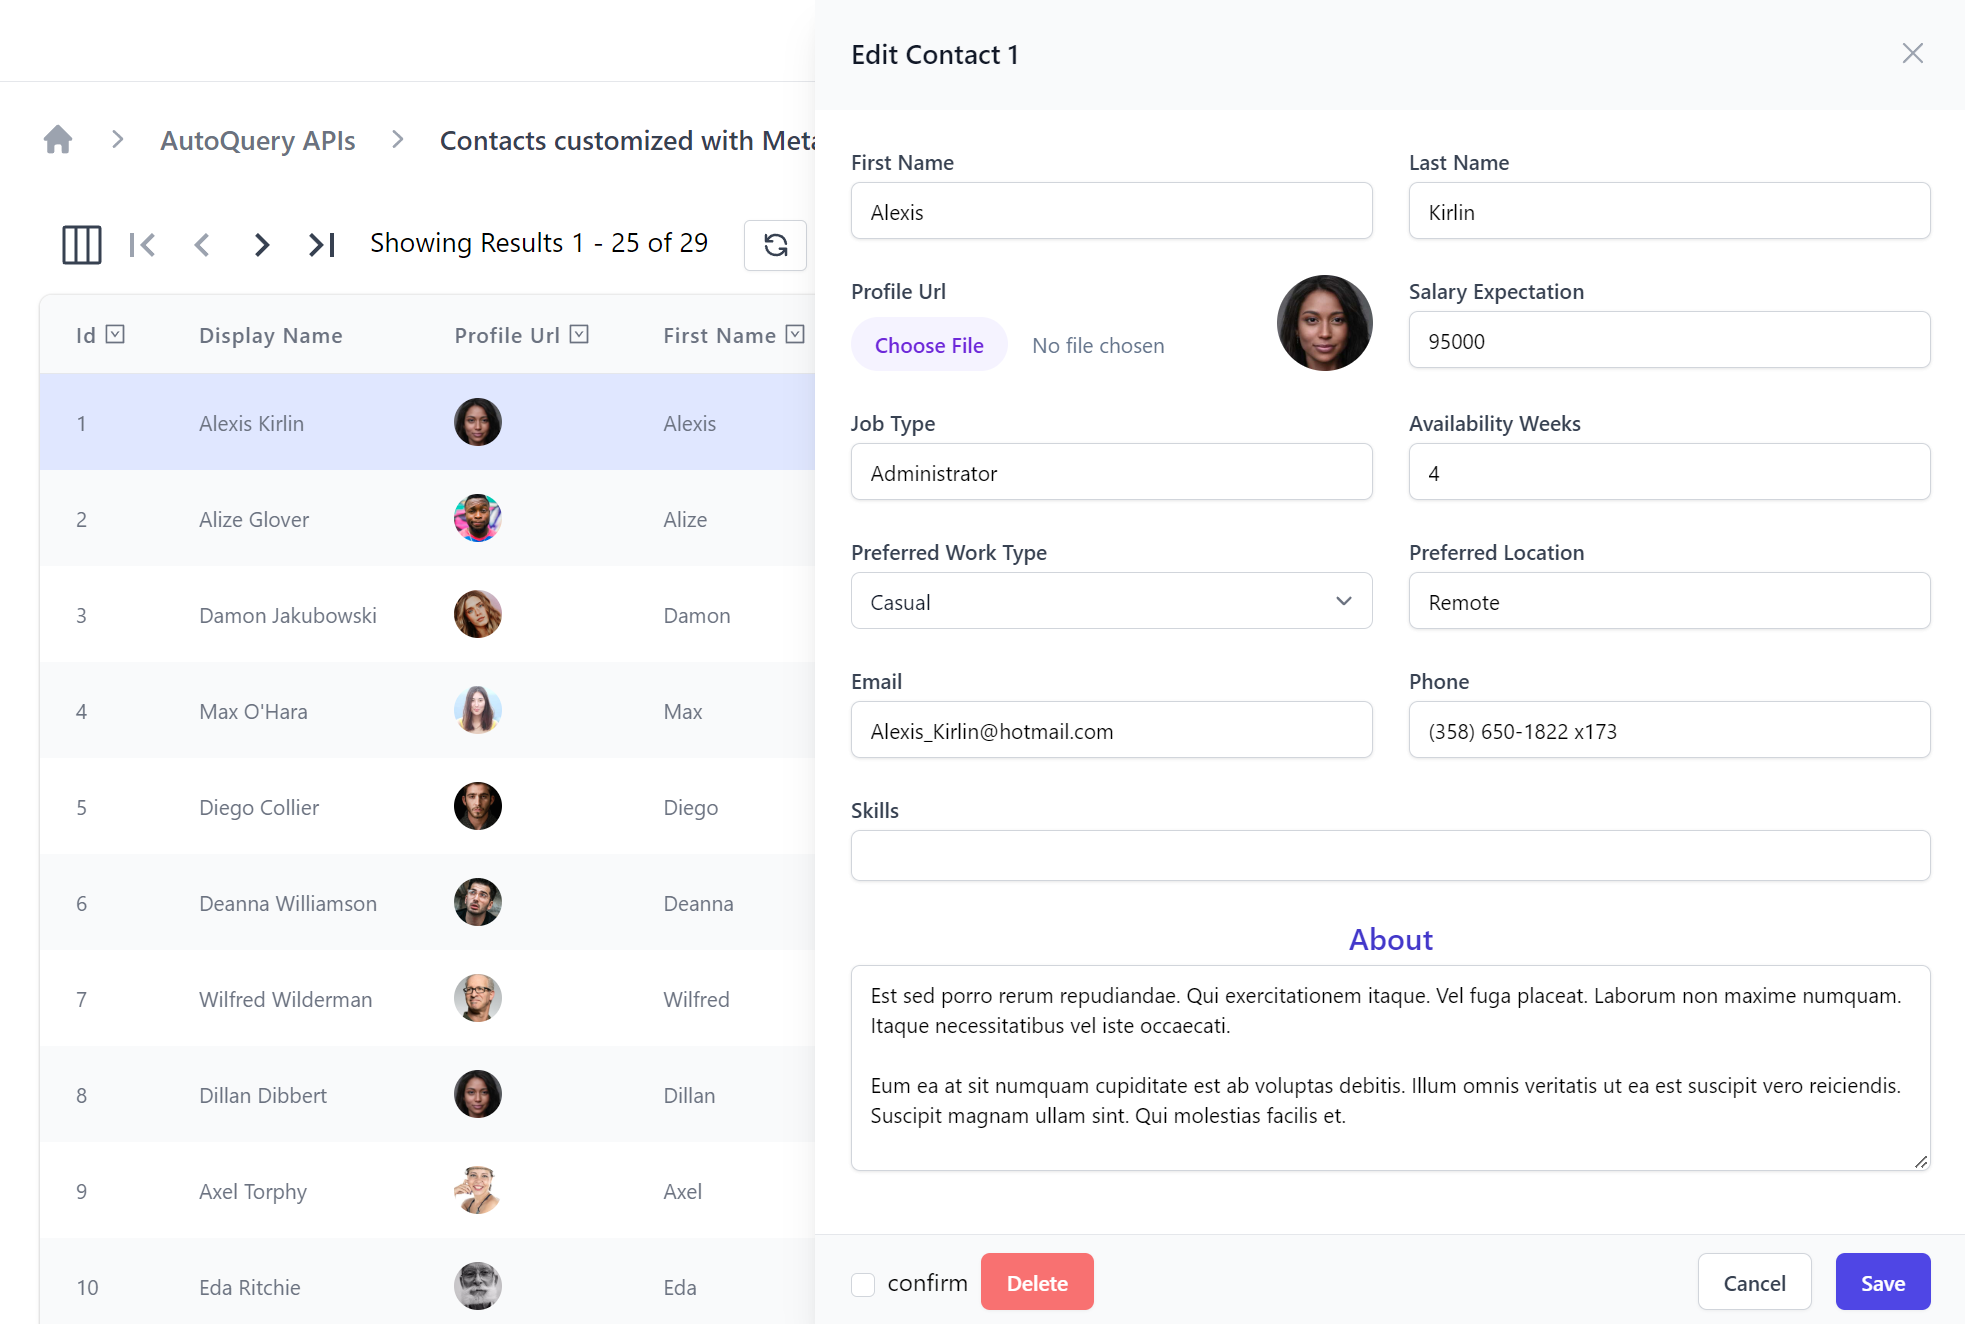 AutoQuery APIs
Contacts customized with Meta
Showing Results 1 - 25 of 29
Id
Display Name
Profile Url
First Name
1
Alexis Kirlin
Alexis
2
Alize Glover
Alize
3
Damon Jakubowski
Damon
4
Max O'Hara
Max
5
Diego Collier
Diego
6
Deanna Williamson
Deanna
7
Wilfred Wilderman
Wilfred
8
Dillan Dibbert
Dillan
9
Axel Torphy
Axel
10
Eda Ritchie
Eda
Edit Contact 1
First Name
Alexis
Last Name
Kirlin
Profile Url
Choose File
No file chosen
Salary Expectation
95000
Job Type
Administrator
Availability Weeks
4
Preferred Work Type
Casual
Preferred Location
Remote
Email
Alexis_Kirlin@hotmail.com
Phone
(358) 650-1822 x173
Skills
About
Est sed porro rerum repudiandae. Qui exercitationem itaque. Vel fuga placeat. Laborum non maxime numquam.
Itaque necessitatibus vel iste occaecati.
Eum ea at sit numquam cupiditate est ab voluptas debitis. Illum omnis veritatis ut ea est suscipit vero reiciendis.
Suscipit magnam ullam sint. Qui molestias facilis et.
confirm
Delete
Cancel
Save